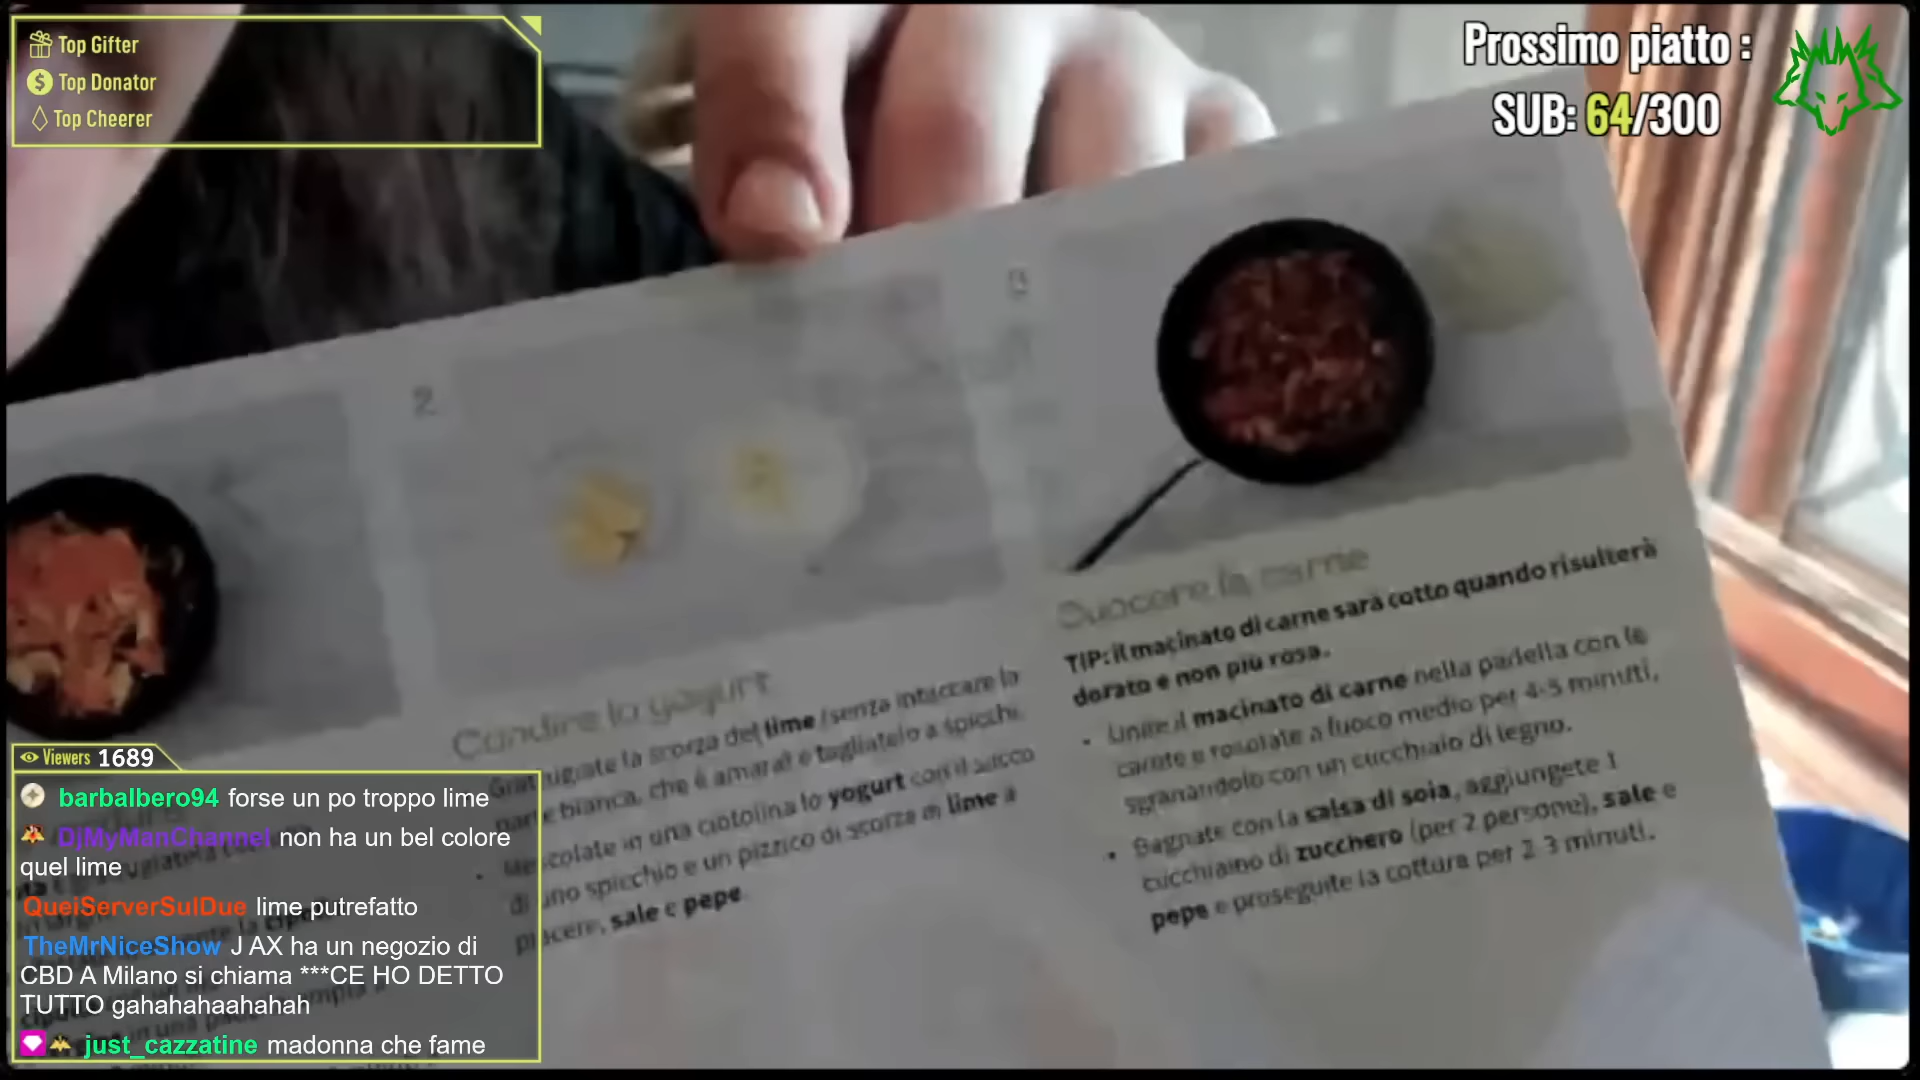 Top Gifter
Top Donator
Top Cheerer
Prossimo piatto :
SUB: 64/300
2
3
Condire lo yogurt
Grattugiate la scorza del lime (senza intaccare la
parte bianca, che è amara) e tagliatelo a spicchi.
Mescolate in una ciotolina lo yogurt con il succo
di uno spicchio e un pizzico di scorza di lime a
piacere, sale e pepe.
Cuocere la carne
TIP: il macinato di carne sarà cotto quando risulterà
dorato e non più rosa.
• Unite il macinato di carne nella padella con le
carote e rosolate a fuoco medio per 4-5 minuti,
sgranandolo con un cucchiaio di legno.
• Bagnate con la salsa di soia, aggiungete 1
cucchiaino di zucchero (per 2 persone), sale e
pepe e proseguite la cottura per 2-3 minuti.
Viewers 1689
barbalbero94 forse un po troppo lime
DjMyManChannel non ha un bel colore
quel lime
QueiServerSulDue lime putrefatto
TheMrNiceShow J AX ha un negozio di
CBD A Milano si chiama ***CE HO DETTO
TUTTO gahahahaahahah
just_cazzatine madonna che fame